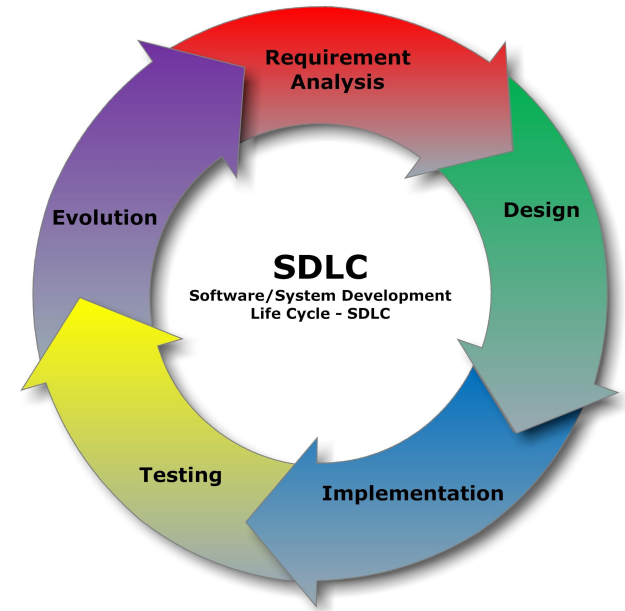 Requirement
Analysis
Design
Evolution
SDLC
Software/System Development
Life Cycle - SDLC
Testing
Implementation